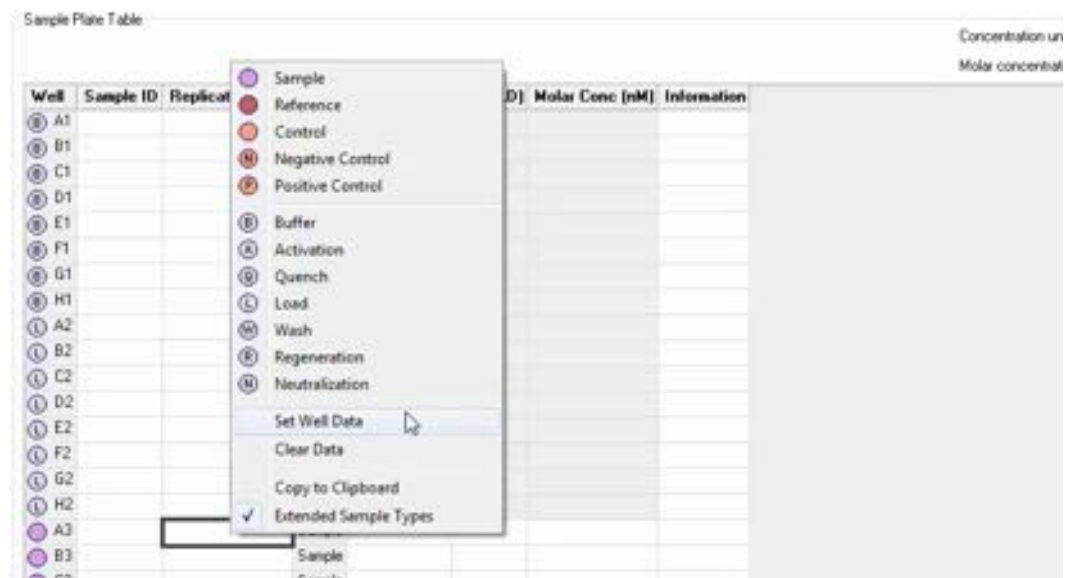 Sample Plate Table
Concentration un
Molar concentrat
Well Sample ID Replicat D) Molar Conc [nM] Information
B A1
B B1
B C1
B D1
B E1
B F1
B G1
B H1
L A2
L B2
L C2
L D2
L E2
L F2
L G2
L H2
A3
B3 Sample
Sample
Reference
Control
N Negative Control
P Positive Control
B Buffer
A Activation
Q Quench
L Load
W Wash
R Regeneration
N Neutralization
Set Well Data
Clear Data
Copy to Clipboard
✓ Extended Sample Types